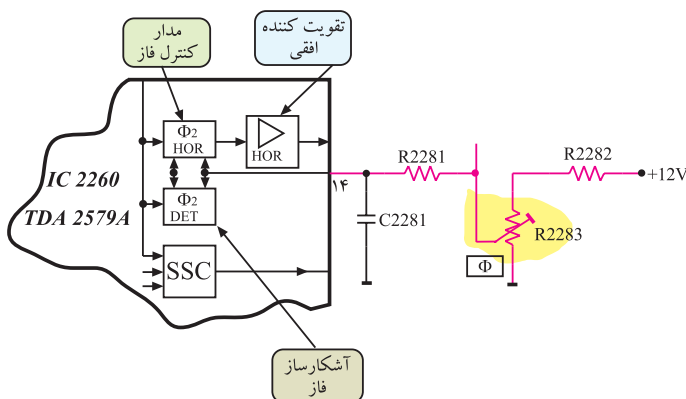 مدار
کنترل فاز
تقویت کننده
افقی
Φ2
HOR
HOR
IC 2260
TDA 2579A
Φ2
DET
SSC
۱۴
R2281
C2281
R2282
+12V
R2283
Φ
آشکارساز
فاز